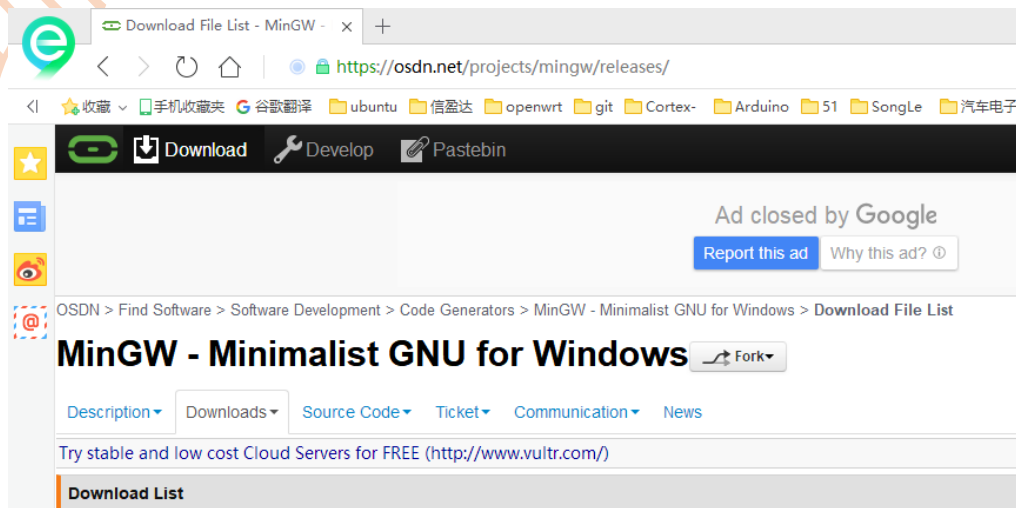 Download File List - MinGW -
https://osdn.net/projects/mingw/releases/
收藏 手机收藏夹 谷歌翻译 ubuntu 信盈达 openwrt git Cortex- Arduino 51 SongLe 汽车电子
Download Develop Pastebin
Ad closed by Google
Report this ad Why this ad?
OSDN > Find Software > Software Development > Code Generators > MinGW - Minimalist GNU for Windows > Download File List
MinGW - Minimalist GNU for Windows Fork
Description Downloads Source Code Ticket Communication News
Try stable and low cost Cloud Servers for FREE (http://www.vultr.com/)
Download List